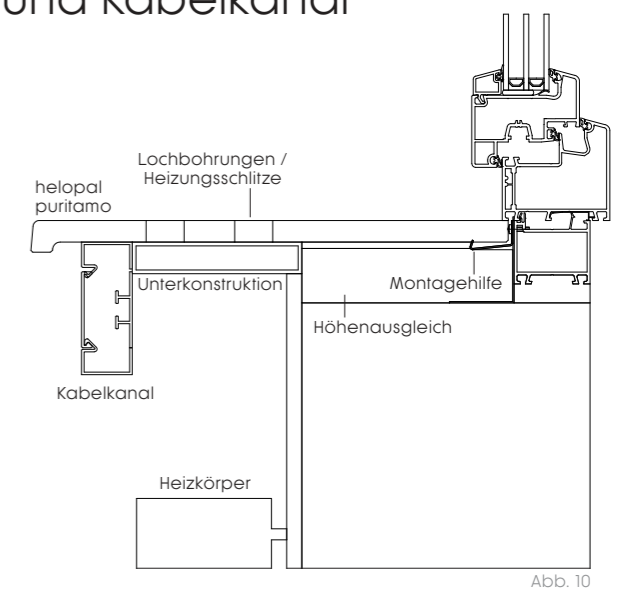 und Kabelkanal
Lochbohrungen /
Heizungsschlitze
helopal
puritamo
Unterkonstruktion
Montagehilfe
Höhenausgleich
Kabelkanal
Heizkörper
Abb. 10